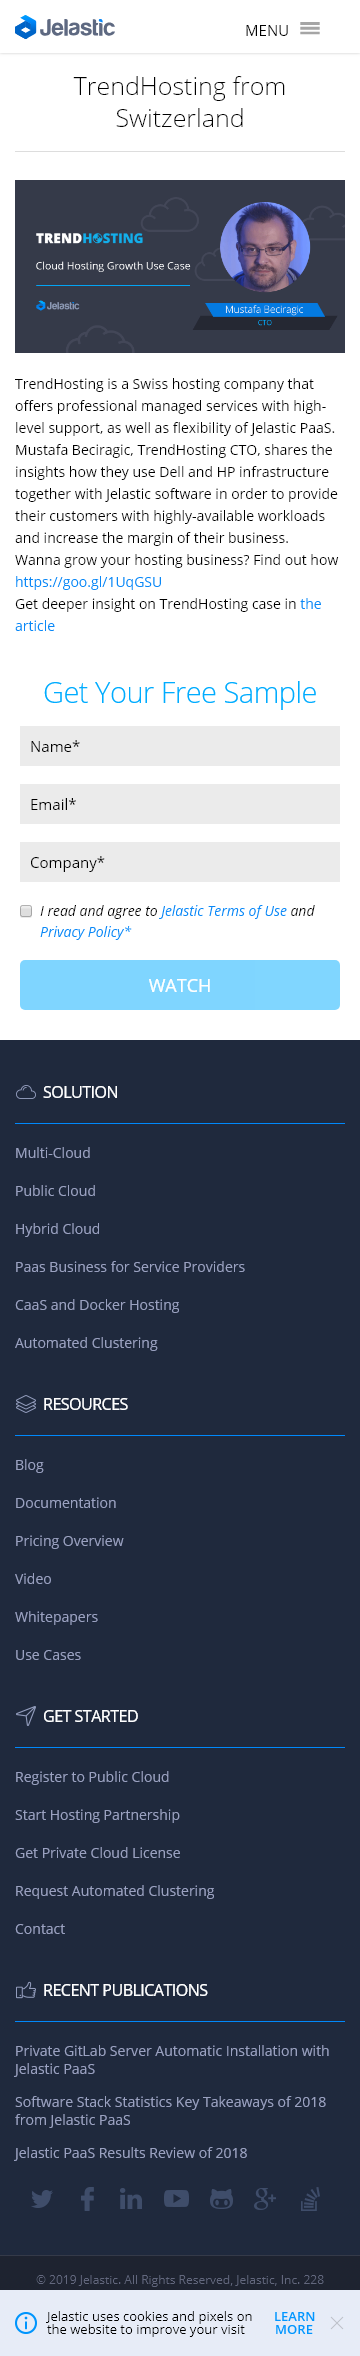 Jelastic
MENU
TrendHosting from
Switzerland
TRENDHOSTING
Cloud Hosting Growth Use Case
Jelastic
Mustafa Beciragic
CTO
TrendHosting is a Swiss hosting company that
offers professional managed services with high-
level support, as well as flexibility of Jelastic PaaS.
Mustafa Beciragic, TrendHosting CTO, shares the
insights how they use Dell and HP infrastructure
together with Jelastic software in order to provide
their customers with highly-available workloads
and increase the margin of their business.
Wanna grow your hosting business? Find out how
https://goo.gl/1UqGSU
Get deeper insight on TrendHosting case in the
article
Get Your Free Sample
Name*
Email*
Company*
I read and agree to Jelastic Terms of Use and
Privacy Policy*
WATCH
SOLUTION
Multi-Cloud
Public Cloud
Hybrid Cloud
Paas Business for Service Providers
CaaS and Docker Hosting
Automated Clustering
RESOURCES
Blog
Documentation
Pricing Overview
Video
Whitepapers
Use Cases
GET STARTED
Register to Public Cloud
Start Hosting Partnership
Get Private Cloud License
Request Automated Clustering
Contact
RECENT PUBLICATIONS
Private GitLab Server Automatic Installation with
Jelastic PaaS
Software Stack Statistics Key Takeaways of 2018
from Jelastic PaaS
Jelastic PaaS Results Review of 2018
© 2019 Jelastic. All Rights Reserved, Jelastic, Inc. 228
Jelastic uses cookies and pixels on
the website to improve your visit
LEARN
MORE